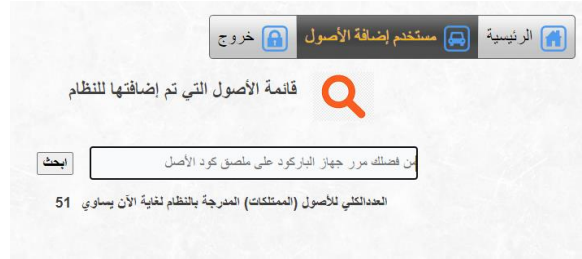 الرئيسية مستخدم إضافة الأصول خروج
قائمة الأصول التي تم إضافتها للنظام
من فضلك مرر جهاز الباركود على ملصق كود الأصل ابحث
العددالكلي للأصول (الممتلكات) المدرجة بالنظام لغاية الآن يساوي 51